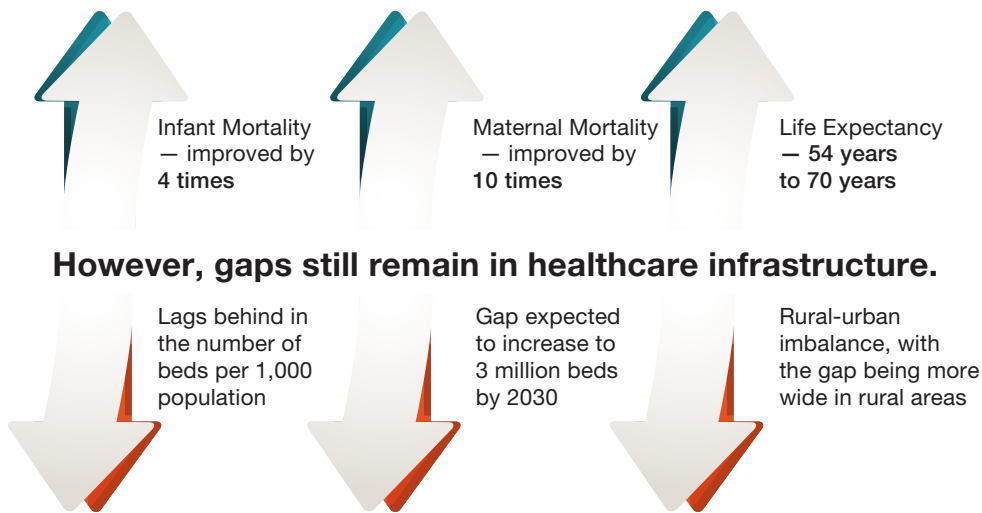 Infant Mortality
— improved by
4 times
Maternal Mortality
— improved by
10 times
Life Expectancy
— 54 years
to 70 years
However, gaps still remain in healthcare infrastructure.
Lags behind in
the number of
beds per 1,000
population
Gap expected
to increase to
3 million beds
by 2030
Rural-urban
imbalance, with
the gap being more
wide in rural areas